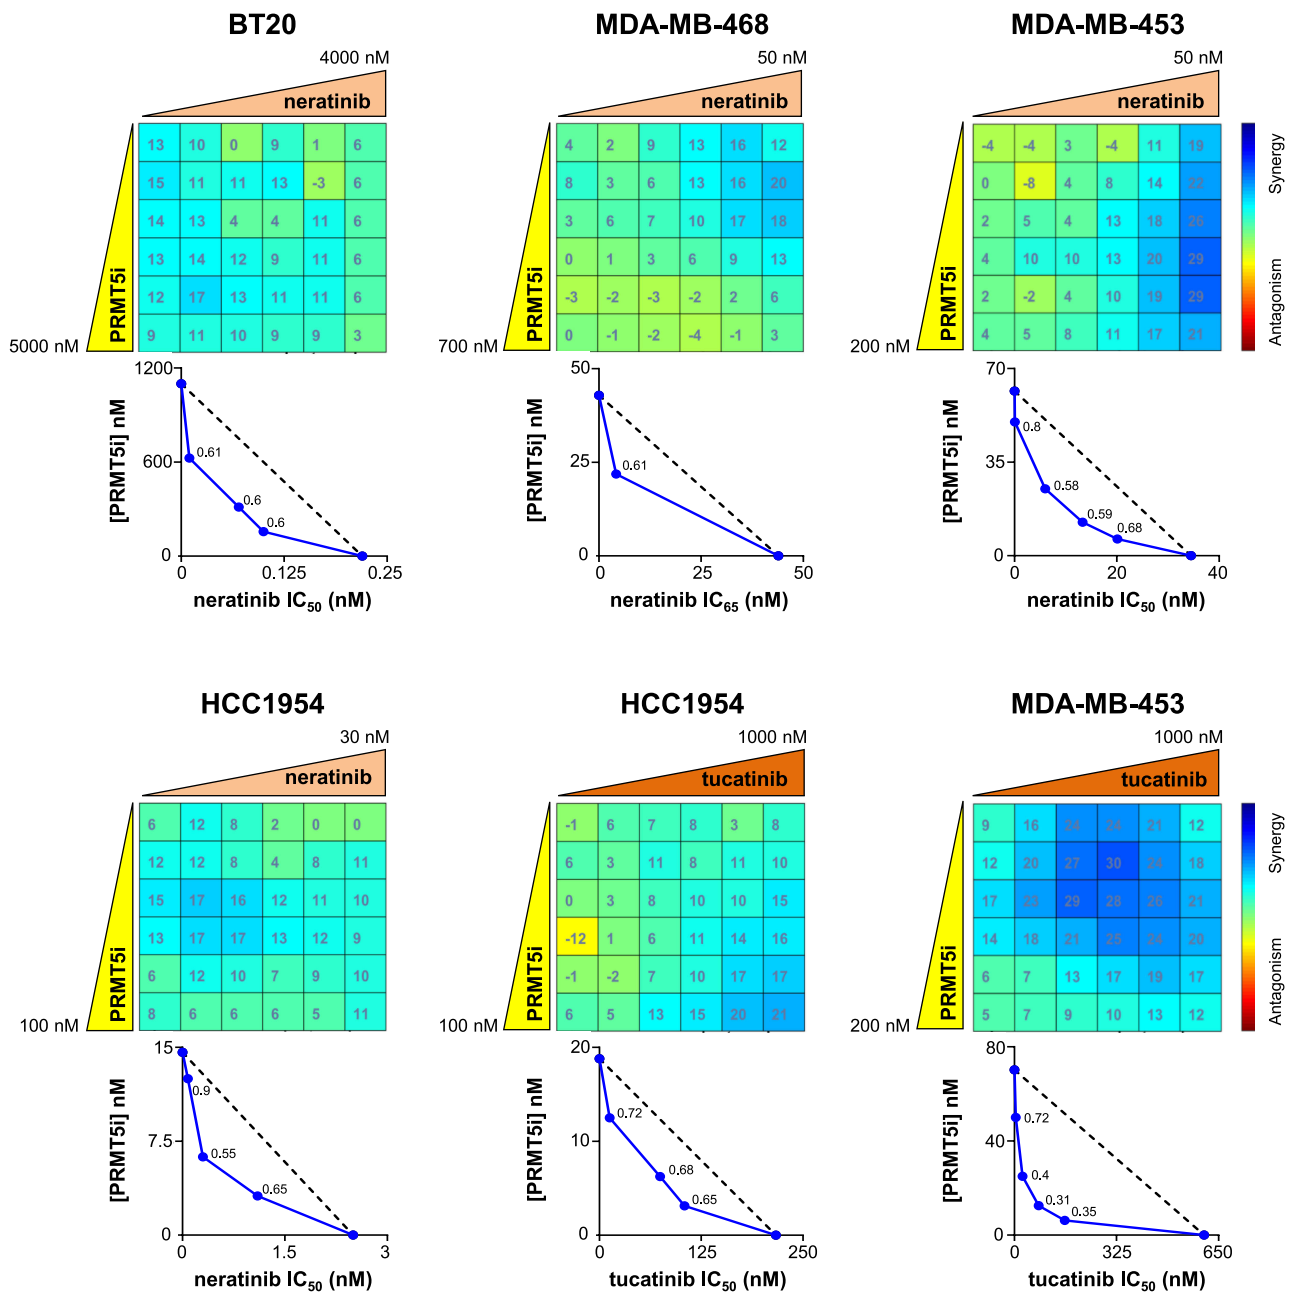 BT20
MDA-MB-468
MDA-MB-453
4000 nM
50 nM
50 nM
neratinib
neratinib
neratinib
PRMT5i
5000 nM
13 10 0 9 1 6
15 11 11 13 -3 6
14 13 4 4 11 6
13 14 12 9 11 6
12 17 13 11 11 6
9 11 10 9 9 3
PRMT5i
700 nM
4 2 9 13 16 12
8 3 6 13 16 20
3 6 7 10 17 18
0 1 3 6 9 13
-3 -2 -3 -2 2 6
0 -1 -2 -4 -1 3
PRMT5i
200 nM
-4 -4 3 -4 11 19
0 -8 4 8 14 22
2 5 4 13 18 26
4 10 10 13 20 29
2 -2 4 10 19 29
4 5 8 11 17 21
Synergy
Antagonism
[PRMT5i] nM
1200
600
0
0.61
0.6
0.6
0 0.125 0.25
neratinib IC50 (nM)
[PRMT5i] nM
50
25
0
0.61
0 25 50
neratinib IC65 (nM)
[PRMT5i] nM
70
35
0
0.8
0.58
0.59
0.68
0 20 40
neratinib IC50 (nM)
HCC1954
HCC1954
MDA-MB-453
30 nM
1000 nM
1000 nM
neratinib
tucatinib
tucatinib
PRMT5i
100 nM
6 12 8 2 0 0
12 12 8 4 8 11
15 17 16 12 11 10
13 17 17 13 12 9
6 12 10 7 9 10
8 6 6 6 5 11
PRMT5i
100 nM
-1 6 7 8 3 8
6 3 11 8 11 10
0 3 8 10 10 15
-12 1 6 11 14 16
-1 -2 7 10 17 17
6 5 13 15 20 21
PRMT5i
200 nM
9 16 24 24 21 12
12 20 27 30 24 18
17 23 29 28 26 21
14 18 21 25 24 20
6 7 13 17 19 17
5 7 9 10 13 12
Synergy
Antagonism
[PRMT5i] nM
15
7.5
0
0.9
0.55
0.65
0 1.5 3
neratinib IC50 (nM)
[PRMT5i] nM
20
10
0
0.72
0.68
0.65
0 125 250
tucatinib IC50 (nM)
[PRMT5i] nM
80
40
0
0.72
0.4
0.31
0.35
0 325 650
tucatinib IC50 (nM)